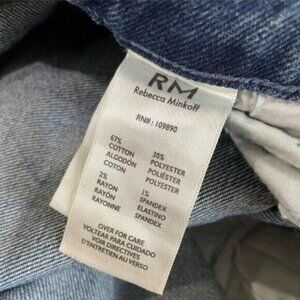 RM
Rebecca Minkoff
RN#: 109890
67% 30%
COTTON POLYESTER
ALGODÓN POLIÉSTER
COTON POLYESTER
2% 1%
RAYON SPANDEX
RAYÓN ELASTINO
RAYONNE SPANDEX
OVER FOR CARE
VOLTEAR PARA CUIDADO
VOIR DIRECTIVES
D'ENTRETIEN AU VERSO